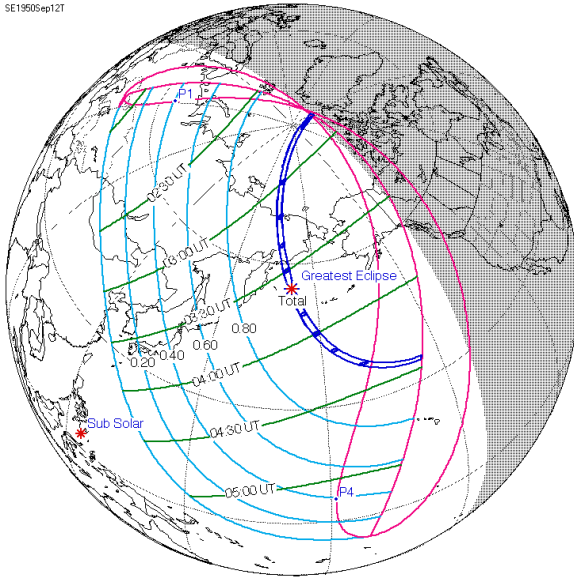 SE1950Sep12T
P1
02:30 UT
03:00 UT
Greatest Eclipse
Total
03:30 UT
0.80
0.60
0.40
0.20
04:00 UT
Sub Solar
04:30 UT
05:00 UT
P4